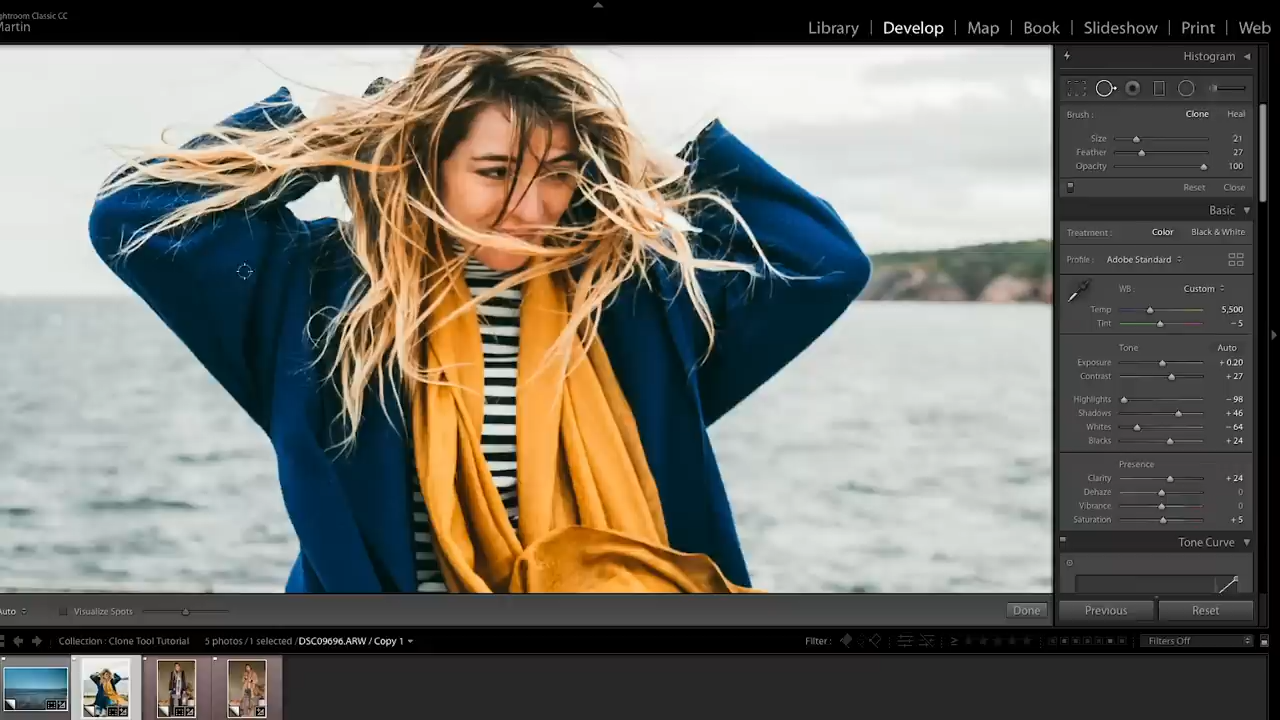 ghtroom Classic CC
Martin
Library | Develop | Map | Book | Slideshow | Print | Web
Histogram
Brush : Clone Heal
Size 21
Feather 27
Opacity 100
Reset Close
Basic
Treatment : Color Black & White
Profile : Adobe Standard
WB : Custom
Temp 5,500
Tint − 5
Tone Auto
Exposure + 0.20
Contrast + 27
Highlights − 98
Shadows + 46
Whites − 64
Blacks + 24
Presence
Clarity + 24
Dehaze 0
Vibrance 0
Saturation + 5
Tone Curve
Auto Visualize Spots Done
Previous Reset
Collection : Clone Tool Tutorial 5 photos / 1 selected / DSC09696.ARW / Copy 1 Filter : Filters Off